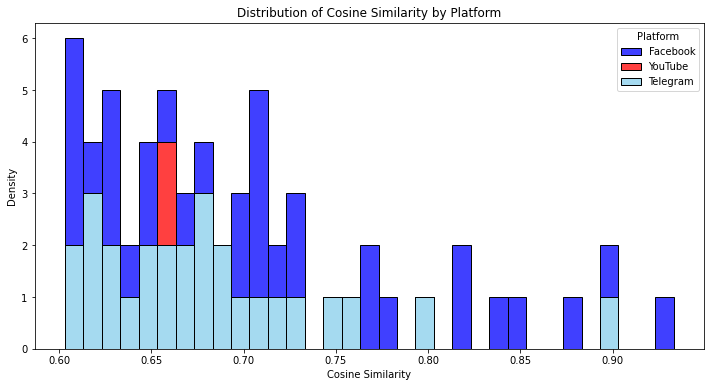 Distribution of Cosine Similarity by Platform
Platform
Facebook
YouTube
Telegram
Density
6
5
4
3
2
1
0
0.60 0.65 0.70 0.75 0.80 0.85 0.90
Cosine Similarity